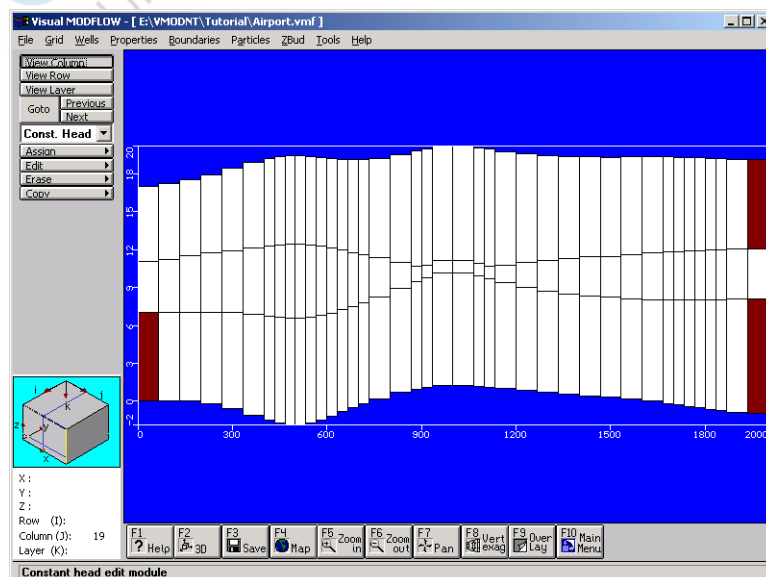 Visual MODFLOW - [ E:\VMODNT\Tutorial\Airport.vmf ]
File Grid Wells Properties Boundaries Particles ZBud Tools Help
View Column
View Row
View Layer
Goto Previous
Next
Const. Head
Assign
Edit
Erase
Copy
20
18
15
12
9
6
3
0
-2
0 300 600 900 1200 1500 1800 2000
i j
K
z
y
x
X :
Y :
Z :
Row (I):
Column (J): 19
Layer (K):
F1 ? Help
F2 3D
F3 Save
F4 Map
F5 Zoom in
F6 Zoom out
F7 Pan
F8 Vert exag
F9 Over Lay
F10 Main Menu
Constant head edit module